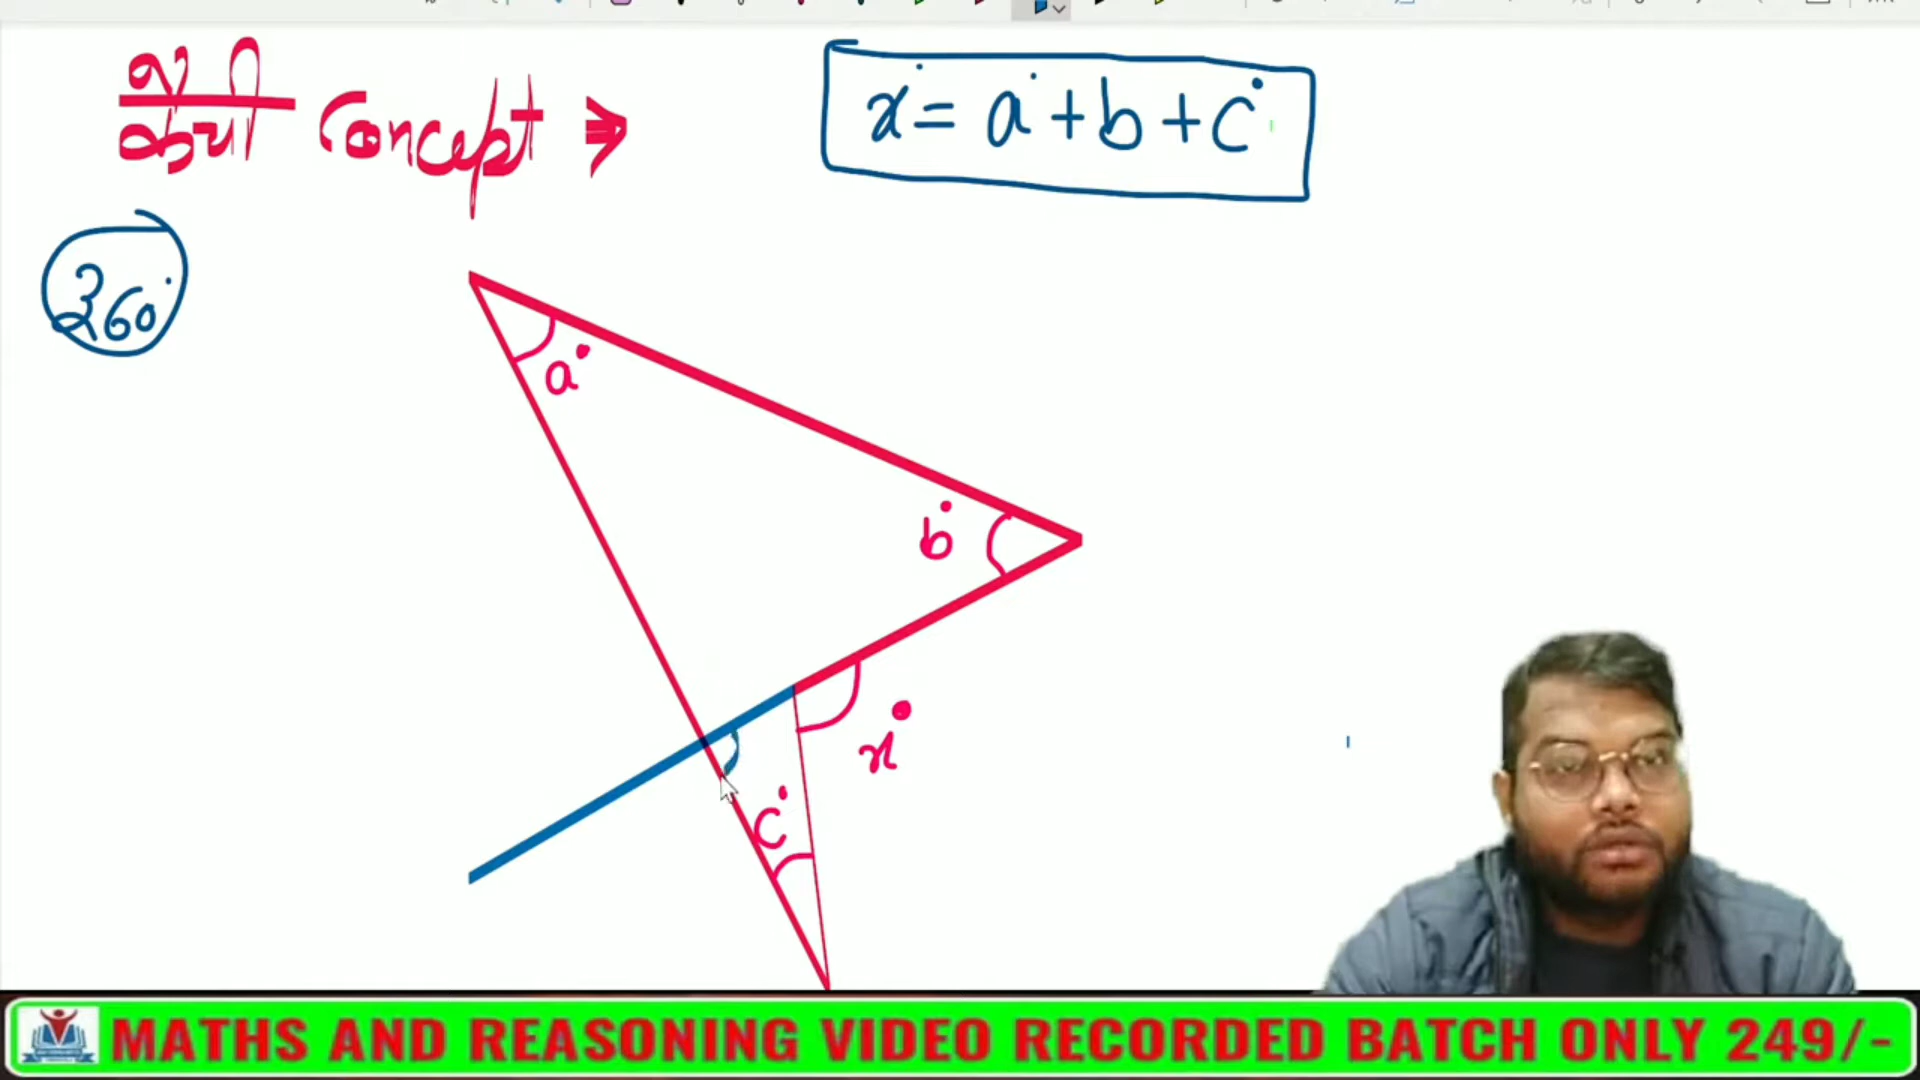 Concept ⇒
x° = a° + b + c°
360°
a°
b°
x°
c°
MATHS AND REASONING VIDEO RECORDED BATCH ONLY 249/-